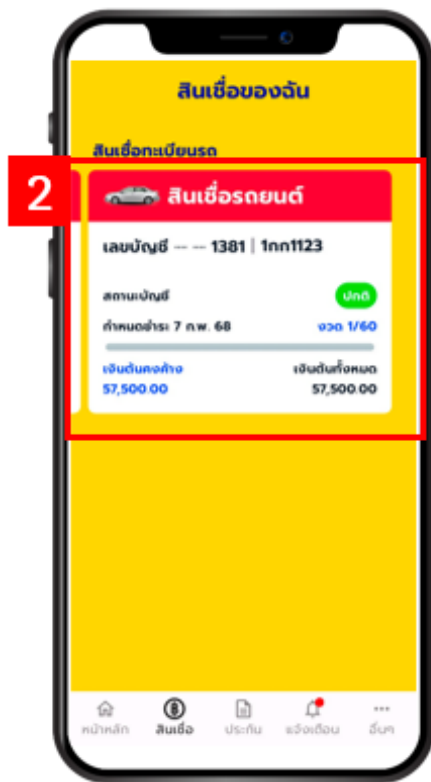 สินเชื่อของฉัน
สินเชื่อทะเบียนรถ
2
สินเชื่อรถยนต์
เลขบัญชี -- -- 1381 | 1กก1123
สถานะบัญชี ปกติ
กำหนดชำระ 7 ก.พ. 68 งวด 1/60
เงินต้นคงค้าง เงินต้นทั้งหมด
57,500.00 57,500.00
หน้าหลัก สินเชื่อ ประกัน แจ้งเตือน อื่นๆ